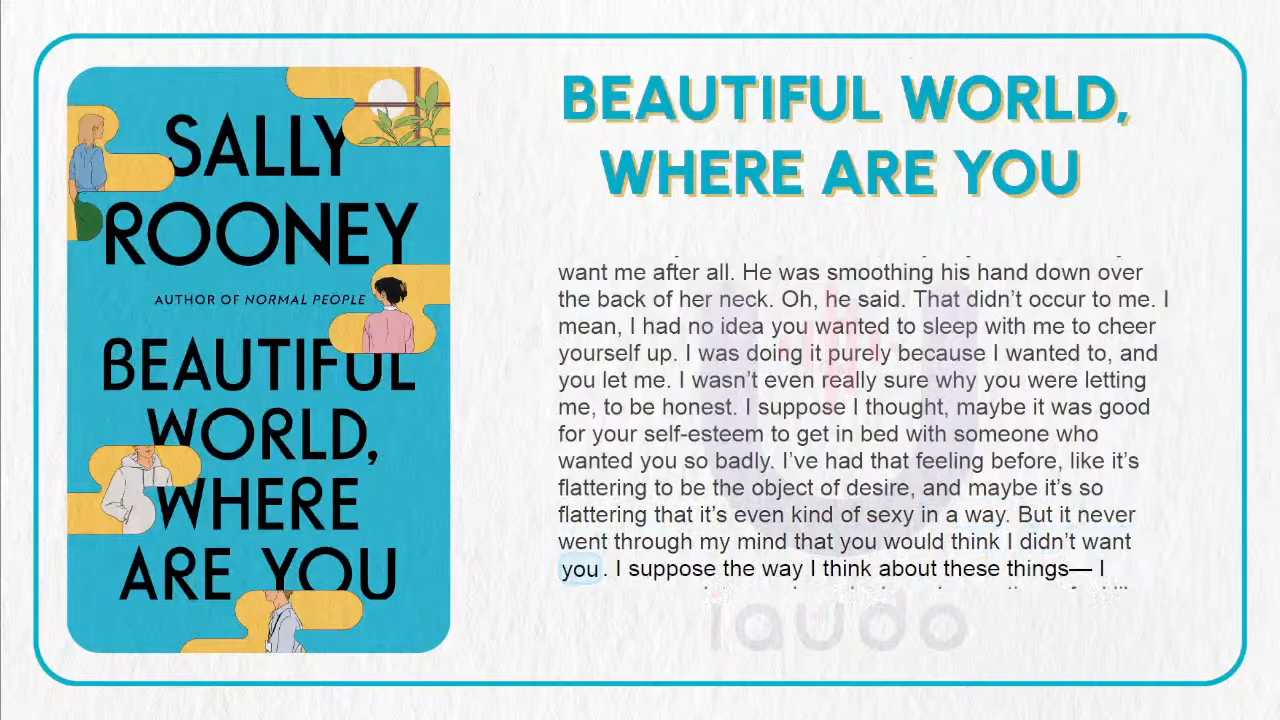 SALLY
ROONEY
AUTHOR OF NORMAL PEOPLE
BEAUTIFUL
WORLD,
WHERE
ARE YOU
BEAUTIFUL WORLD,
WHERE ARE YOU
want me after all. He was smoothing his hand down over
the back of her neck. Oh, he said. That didn’t occur to me. I
mean, I had no idea you wanted to sleep with me to cheer
yourself up. I was doing it purely because I wanted to, and
you let me. I wasn’t even really sure why you were letting
me, to be honest. I suppose I thought, maybe it was good
for your self-esteem to get in bed with someone who
wanted you so badly. I’ve had that feeling before, like it’s
flattering to be the object of desire, and maybe it’s so
flattering that it’s even kind of sexy in a way. But it never
went through my mind that you would think I didn’t want
you. I suppose the way I think about these things— I
iaudo